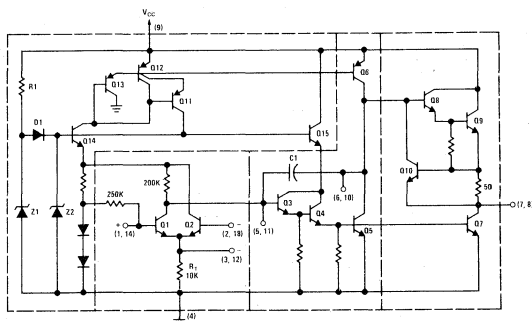 VCC
(9)
Q12
Q13
Q6
R1
Q11
Q8
Q9
D1
Q14
Q15
C1
Q10
250K
200K
(6, 10)
5Ω
Z1
Z2
+
(1, 14)
Q1
Q2
−
(2, 18)
(5, 11)
Q3
Q4
Q5
(7, 8)
Q7
−
(3, 12)
RT
10K
(4)